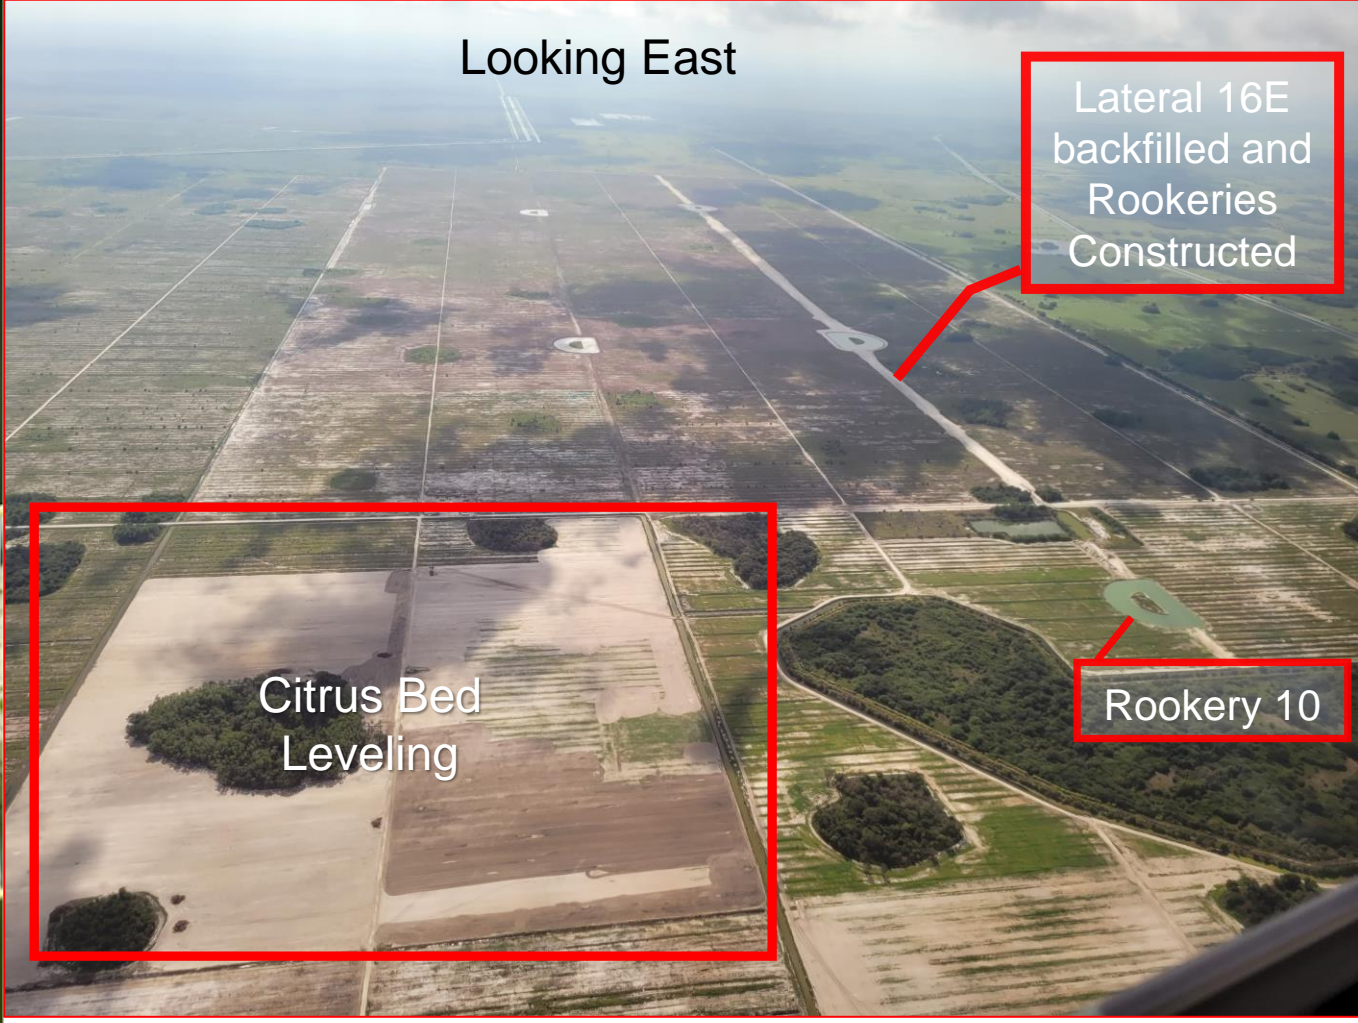 Looking East
Lateral 16E
backfilled and
Rookeries
Constructed
Citrus Bed
Leveling
Rookery 10